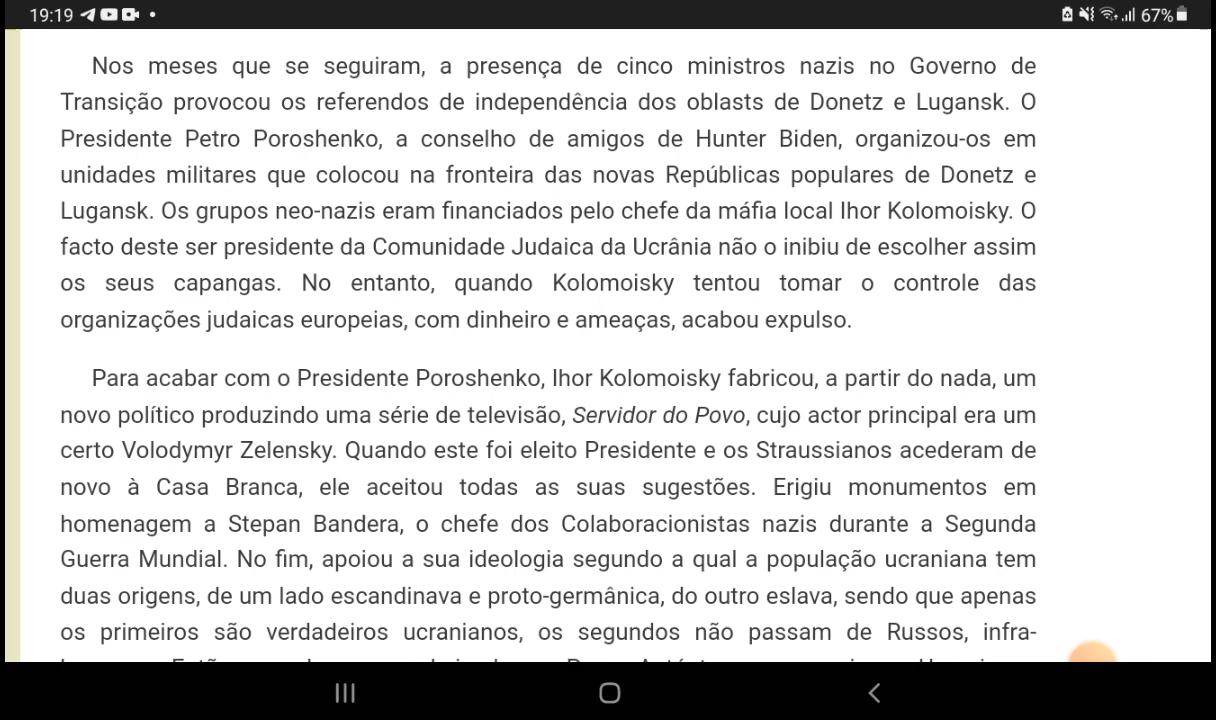 19:19
67%
Nos meses que se seguiram, a presença de cinco ministros nazis no Governo de
Transição provocou os referendos de independência dos oblasts de Donetz e Lugansk. O
Presidente Petro Poroshenko, a conselho de amigos de Hunter Biden, organizou-os em
unidades militares que colocou na fronteira das novas Repúblicas populares de Donetz e
Lugansk. Os grupos neo-nazis eram financiados pelo chefe da máfia local Ihor Kolomoisky. O
facto deste ser presidente da Comunidade Judaica da Ucrânia não o inibiu de escolher assim
os seus capangas. No entanto, quando Kolomoisky tentou tomar o controle das
organizações judaicas europeias, com dinheiro e ameaças, acabou expulso.
Para acabar com o Presidente Poroshenko, Ihor Kolomoisky fabricou, a partir do nada, um
novo político produzindo uma série de televisão, Servidor do Povo, cujo actor principal era um
certo Volodymyr Zelensky. Quando este foi eleito Presidente e os Straussianos acederam de
novo à Casa Branca, ele aceitou todas as suas sugestões. Erigiu monumentos em
homenagem a Stepan Bandera, o chefe dos Colaboracionistas nazis durante a Segunda
Guerra Mundial. No fim, apoiou a sua ideologia segundo a qual a população ucraniana tem
duas origens, de um lado escandinava e proto-germânica, do outro eslava, sendo que apenas
os primeiros são verdadeiros ucranianos, os segundos não passam de Russos, infra-